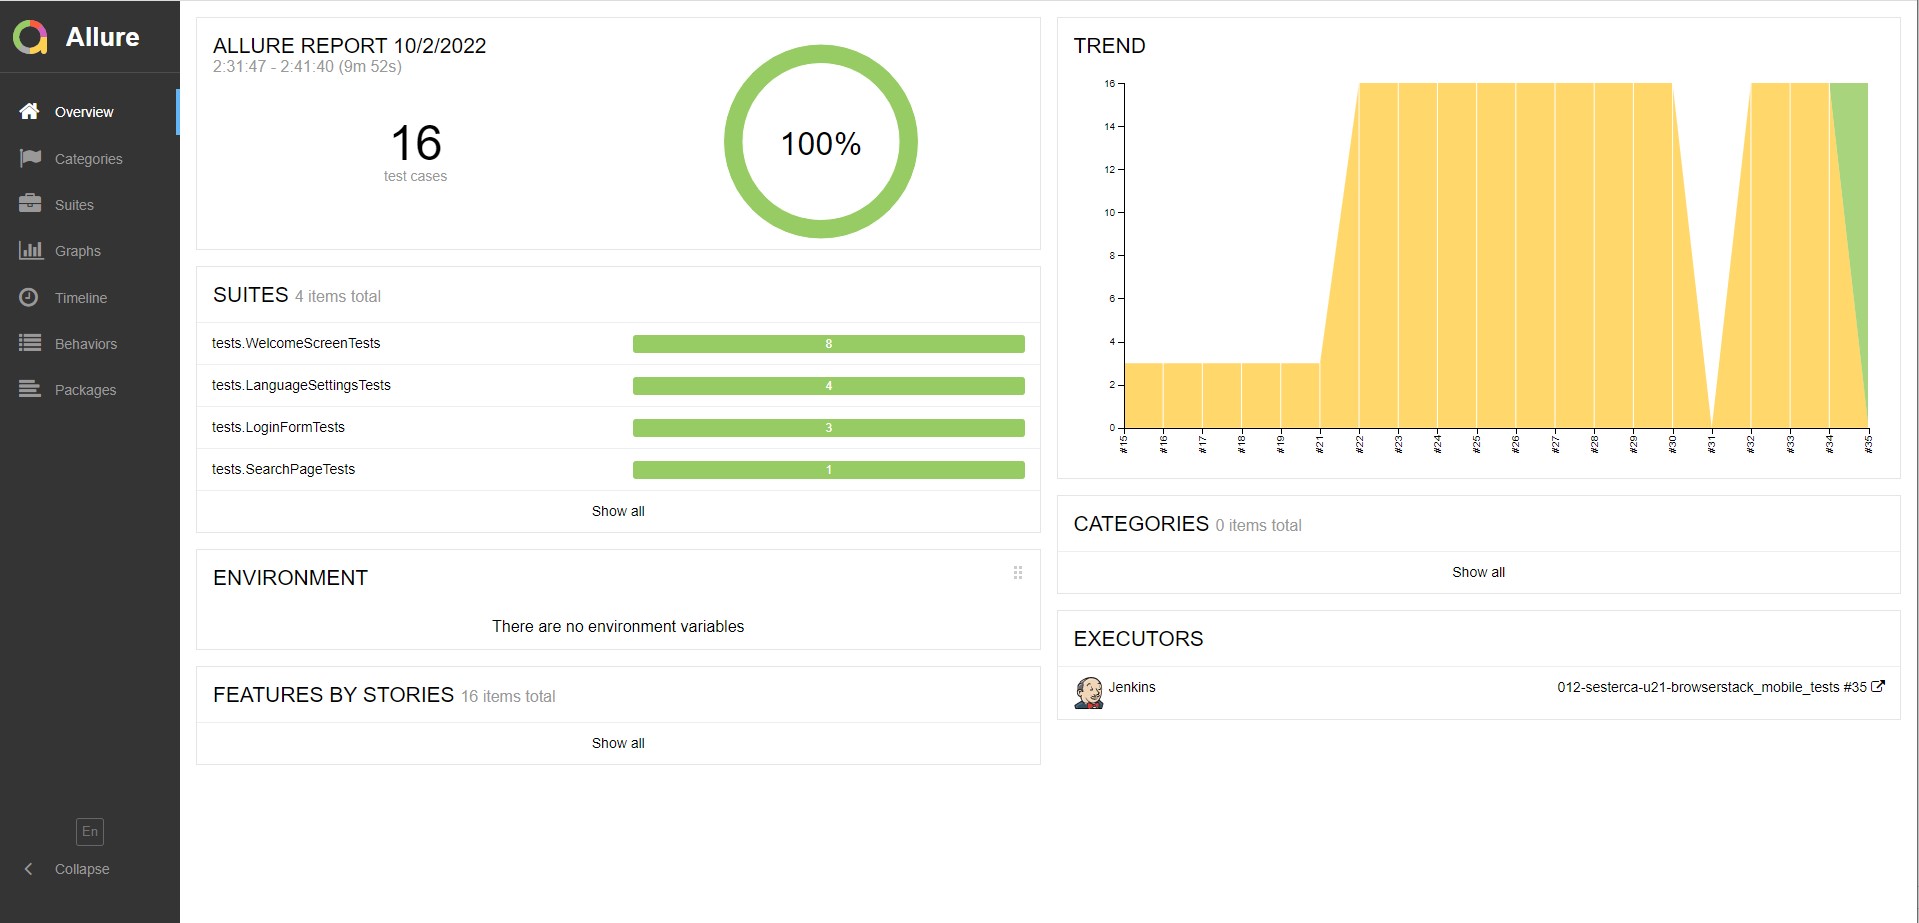 Allure
Overview
Categories
Suites
Graphs
Timeline
Behaviors
Packages
En
Collapse
ALLURE REPORT 10/2/2022
2:31:47 - 2:41:40 (9m 52s)
16
test cases
100%
SUITES 4 items total
tests.WelcomeScreenTests 8
tests.LanguageSettingsTests 4
tests.LoginFormTests 3
tests.SearchPageTests 1
Show all
ENVIRONMENT
There are no environment variables
FEATURES BY STORIES 16 items total
Show all
TREND
16
14
12
10
8
6
4
2
0
#15 #16 #17 #18 #19 #21 #22 #23 #24 #25 #26 #27 #28 #29 #30 #31 #32 #33 #34 #35
CATEGORIES 0 items total
Show all
EXECUTORS
Jenkins 012-sesterca-u21-browserstack_mobile_tests #35